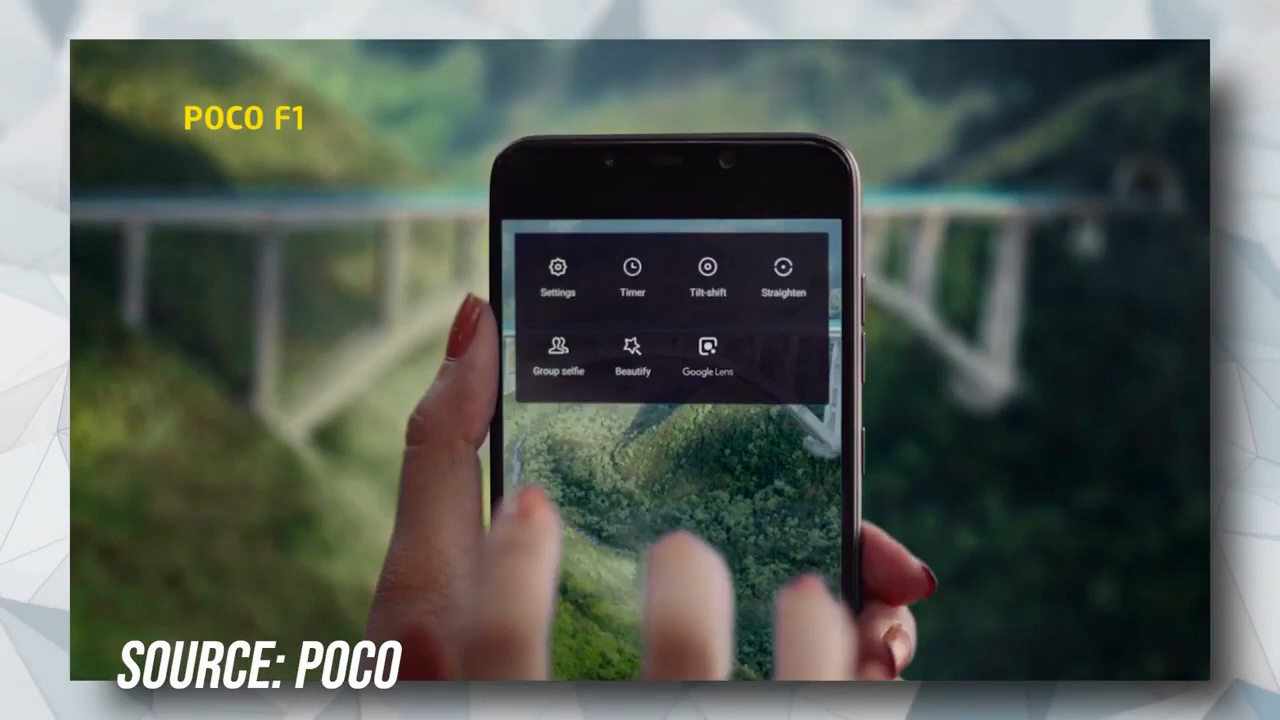 POCO F1
Settings
Timer
Tilt-shift
Straighten
Group selfie
Beautify
Google Lens
SOURCE: POCO